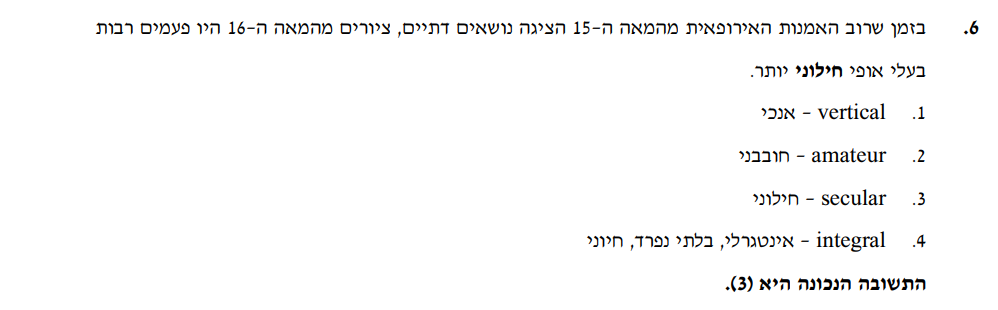 6. בזמן שרוב האמנות האירופאית מהמאה ה-15 הציגה נושאים דתיים, ציורים מהמאה ה-16 היו פעמים רבות
בעלי אופי חילוני יותר.
1. vertical - אנכי
2. amateur - חובבני
3. secular - חילוני
4. integral - אינטגרלי, בלתי נפרד, חיוני
התשובה הנכונה היא (3).